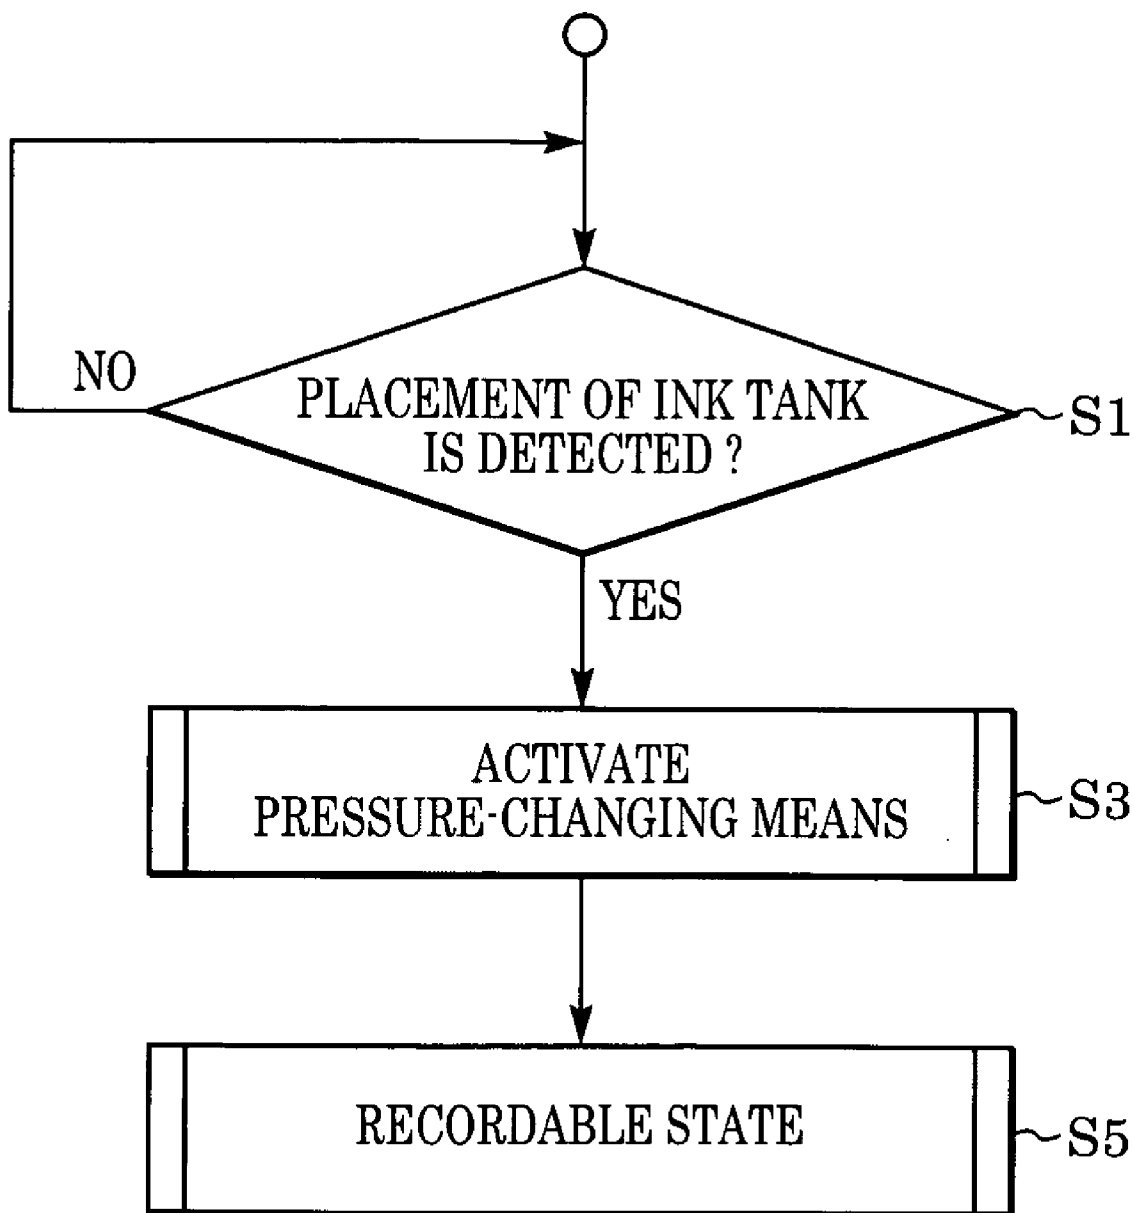 NO
PLACEMENT OF INK TANK
IS DETECTED ?
S1
YES
ACTIVATE
PRESSURE-CHANGING MEANS
S3
RECORDABLE STATE
S5